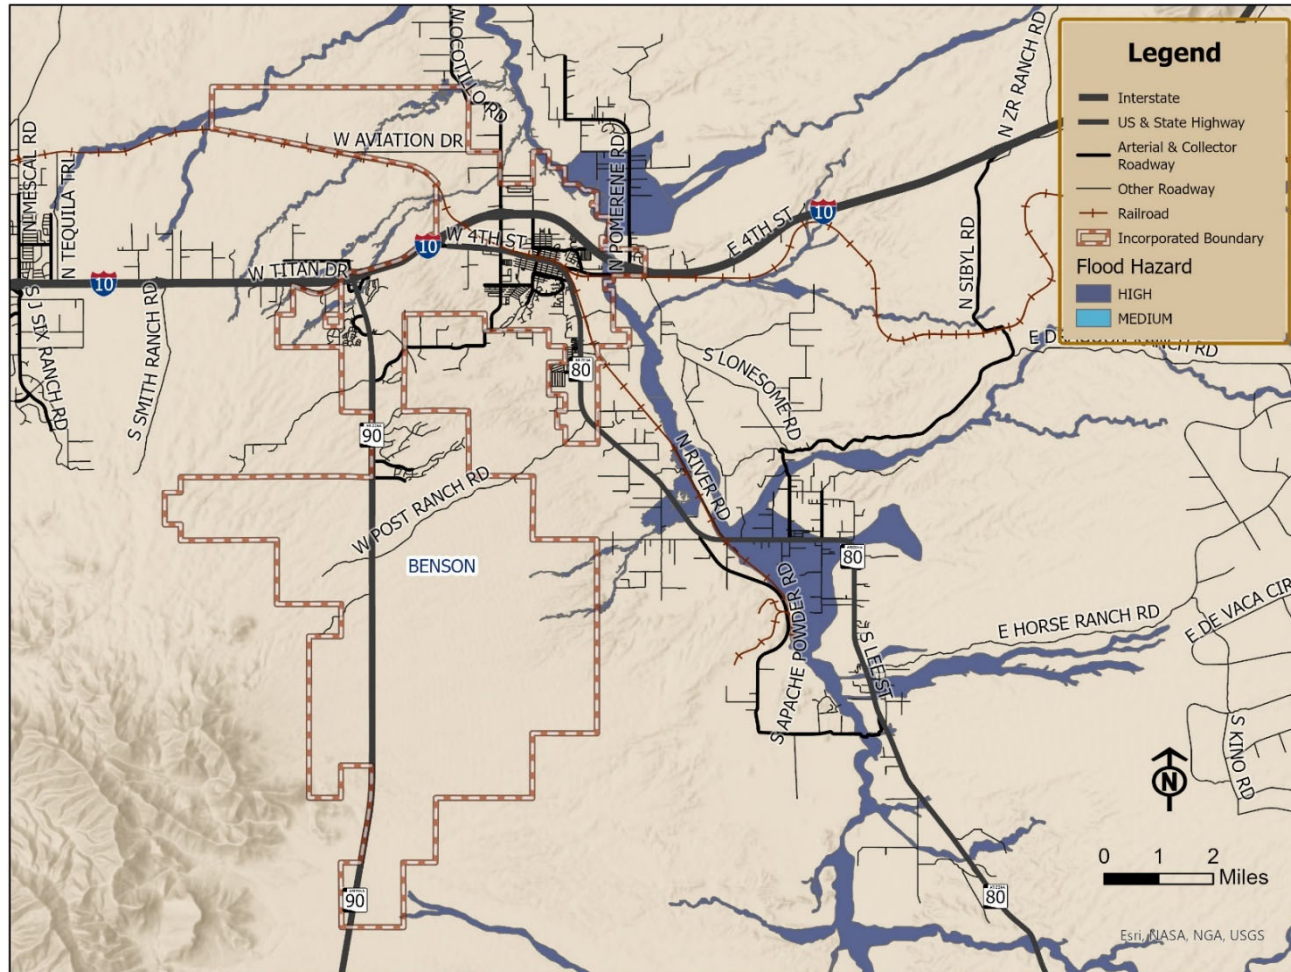 N OCOTILLO RD
N ZR RANCH RD
Legend
Interstate
US & State Highway
Arterial & Collector
Roadway
Other Roadway
Railroad
Incorporated Boundary
Flood Hazard
HIGH
MEDIUM
N MESCAL RD
N TEQUILA TRL
W AVIATION DR
N POMERENE RD
10
W 4TH ST
10
E 4TH ST
10
W TITAN DR
N SIBYL RD
S J SIX RANCH RD
S SMITH RANCH RD
80
S LONESOME RD
90
N RIVER RD
W POST RANCH RD
BENSON
80
S APACHE POWDER RD
S LEE ST
E HORSE RANCH RD
E DE VACA CIR
S KINO RD
N
0 1 2
Miles
90
80
Esri, NASA, NGA, USGS